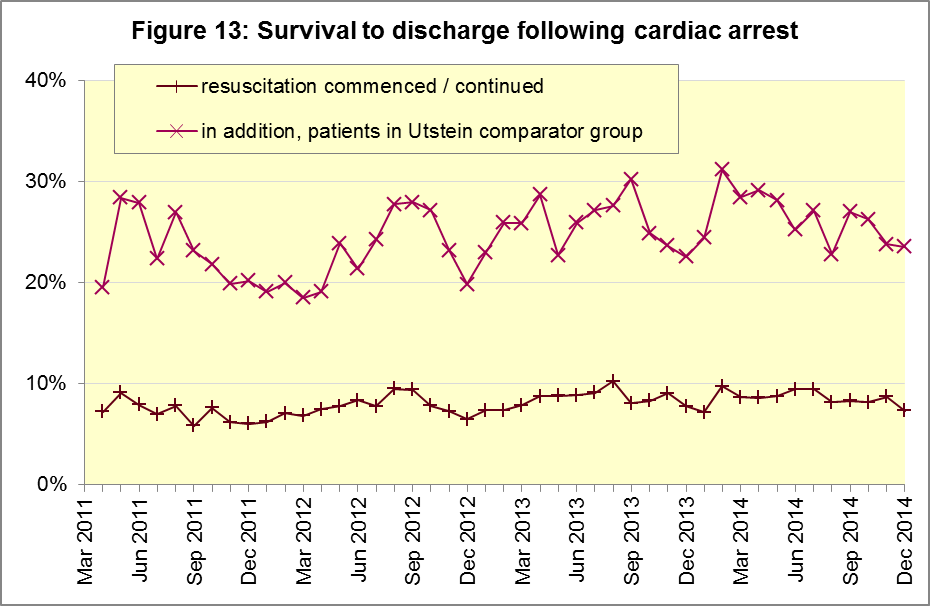 Figure 13: Survival to discharge following cardiac arrest
resuscitation commenced / continued
in addition, patients in Utstein comparator group
40%
30%
20%
10%
0%
Mar 2011
Jun 2011
Sep 2011
Dec 2011
Mar 2012
Jun 2012
Sep 2012
Dec 2012
Mar 2013
Jun 2013
Sep 2013
Dec 2013
Mar 2014
Jun 2014
Sep 2014
Dec 2014